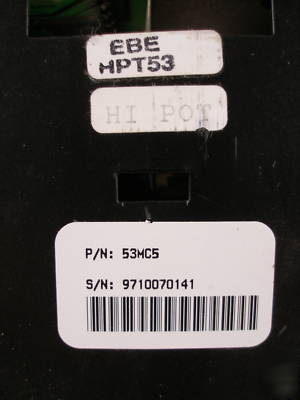 EBE
HPT53
HI POT
P/N: 53MC5
S/N: 9710070141